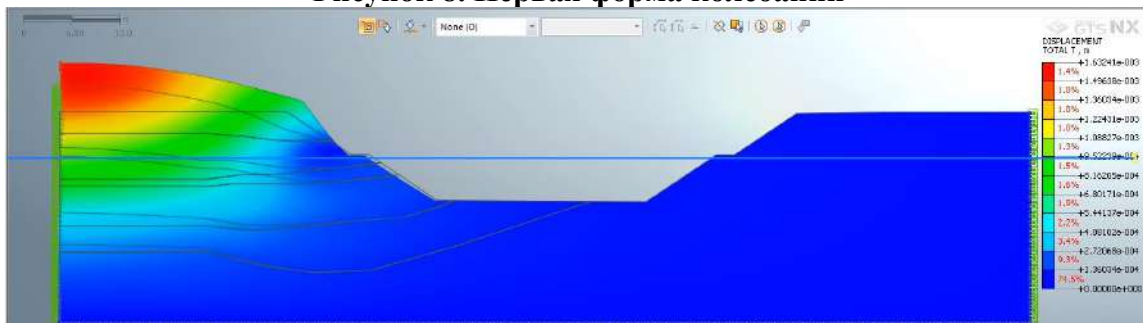 Рисунок 8. Первая форма колебаний
None (0)
GTS NX
DISPLACEMENT
TOTAL T , m
+1.63241e-003
1.4%
+1.49638e-003
1.0%
+1.36034e-003
1.0%
+1.22431e-003
1.0%
+1.08827e-003
1.3%
1.5%
+8.16205e-004
1.6%
+6.80171e-004
1.9%
+5.44137e-004
2.2%
+4.08102e-004
3.4%
+2.72068e-004
9.3%
+1.36034e-004
74.5%
+0.00000e+000